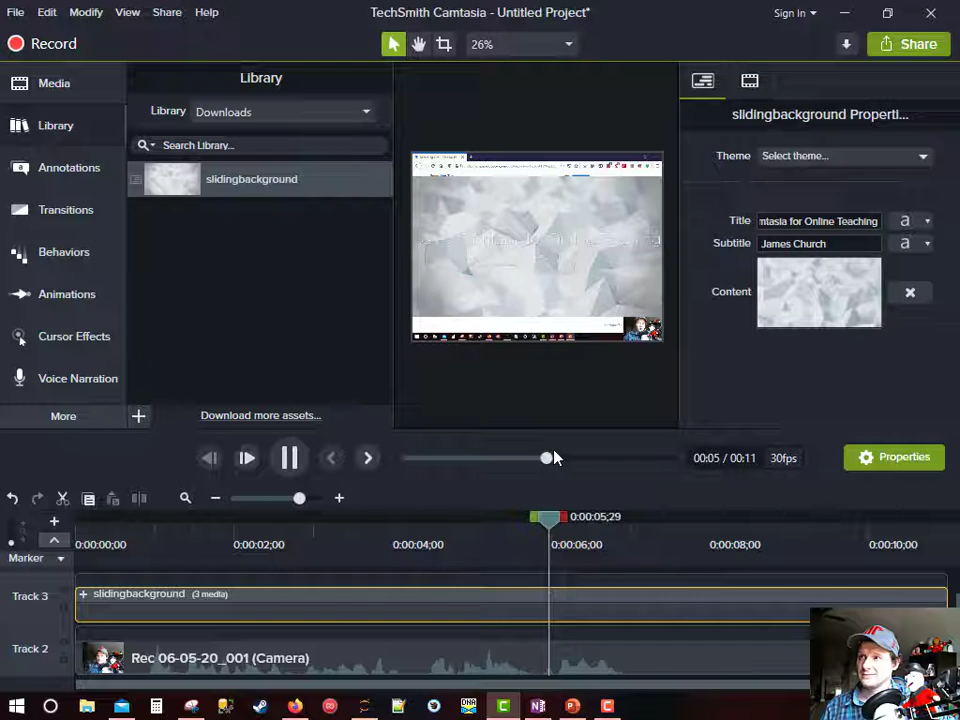 File Edit Modify View Share Help TechSmith Camtasia - Untitled Project* Sign In
Record 26% Share
Media Library
Library Library Downloads slidingbackground Properti...
Search Library... Theme Select theme...
Annotations slidingbackground
Transitions Title mtasia for Online Teaching a
Behaviors Subtitle James Church a
Animations Content
Cursor Effects
Voice Narration
More Download more assets...
00:05 / 00:11 30fps Properties
0:00:05;29
0:00:00;00 0:00:02;00 0:00:04;00 0:00:06;00 0:00:08;00 0:00:10;00
Marker
Track 3 slidingbackground (3 media)
Track 2 Rec 06-05-20_001 (Camera)
DNA C N P C